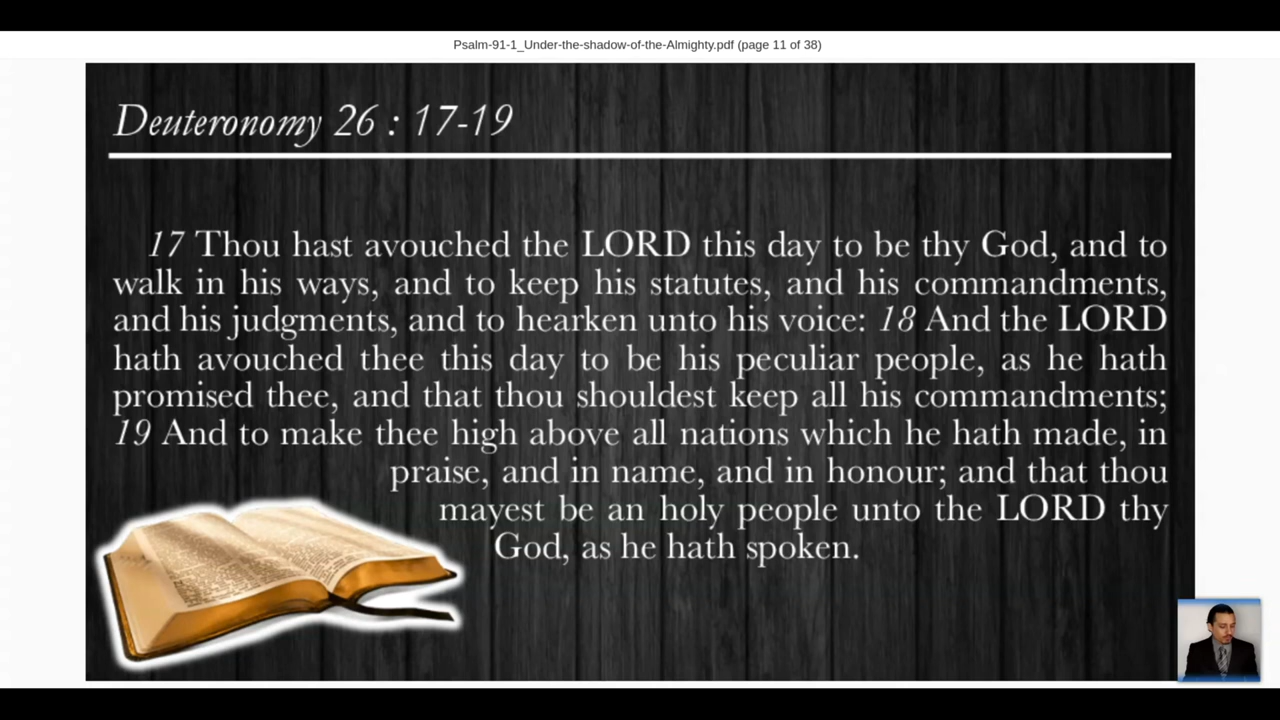 Psalm-91-1_Under-the-shadow-of-the-Almighty.pdf (page 11 of 38)
Deuteronomy 26 : 17-19
17 Thou hast avouched the LORD this day to be thy God, and to
walk in his ways, and to keep his statutes, and his commandments,
and his judgments, and to hearken unto his voice: 18 And the LORD
hath avouched thee this day to be his peculiar people, as he hath
promised thee, and that thou shouldest keep all his commandments;
19 And to make thee high above all nations which he hath made, in
praise, and in name, and in honour; and that thou
mayest be an holy people unto the LORD thy
God, as he hath spoken.